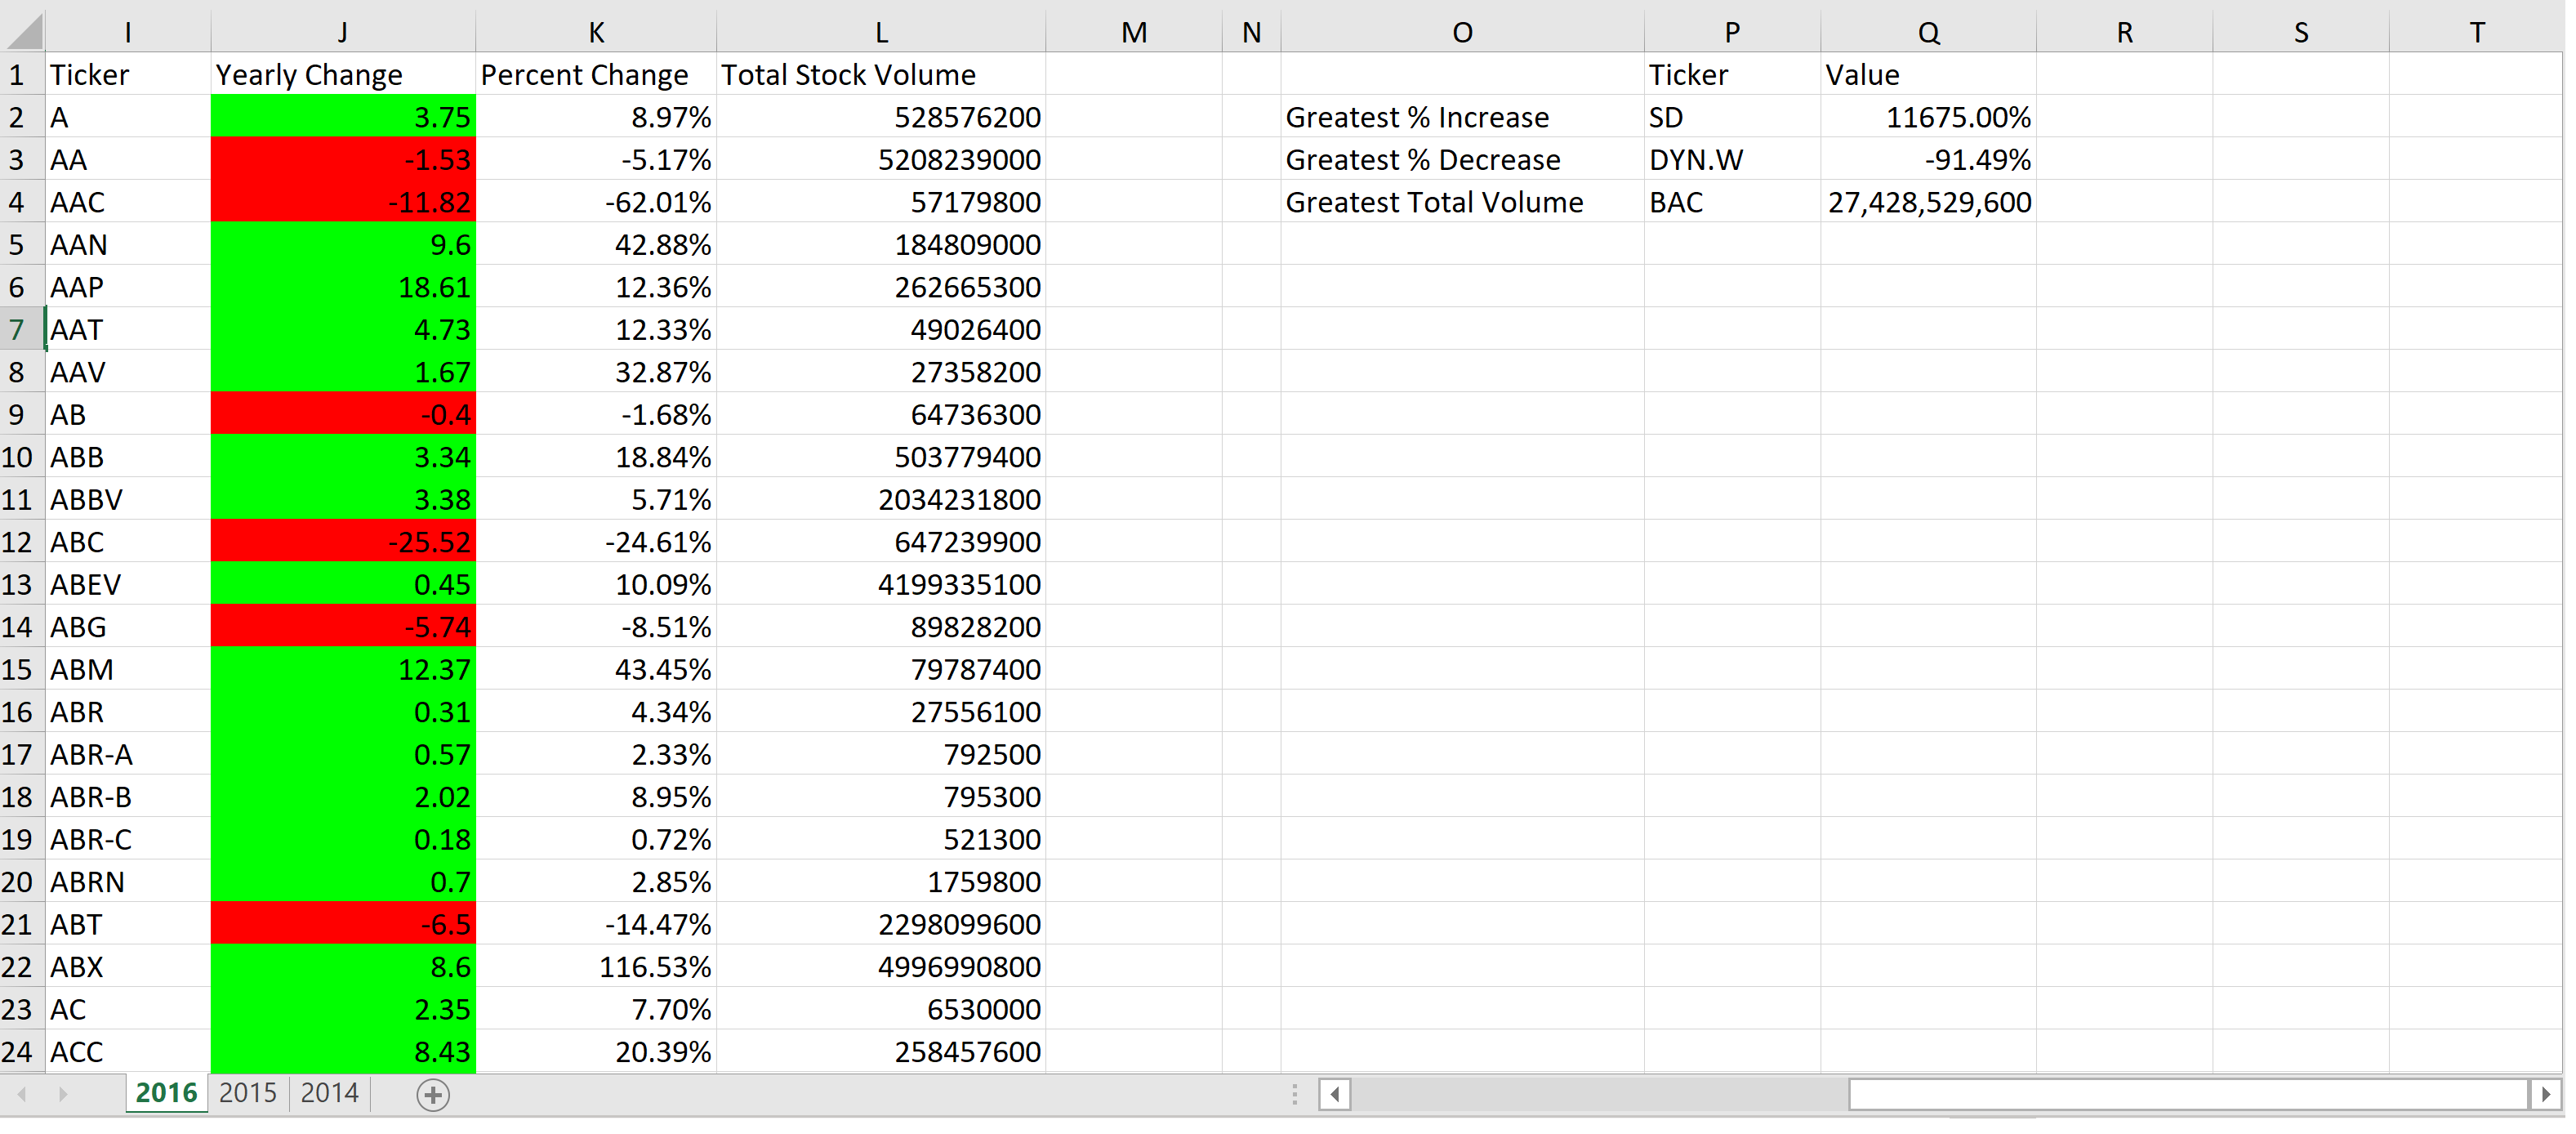 I J K L M N O P Q R S T
1 Ticker Yearly Change Percent Change Total Stock Volume Ticker Value
2 A 3.75 8.97% 528576200 Greatest % Increase SD 11675.00%
3 AA -1.53 -5.17% 5208239000 Greatest % Decrease DYN.W -91.49%
4 AAC -11.82 -62.01% 57179800 Greatest Total Volume BAC 27,428,529,600
5 AAN 9.6 42.88% 184809000
6 AAP 18.61 12.36% 262665300
7 AAT 4.73 12.33% 49026400
8 AAV 1.67 32.87% 27358200
9 AB -0.4 -1.68% 64736300
10 ABB 3.34 18.84% 503779400
11 ABBV 3.38 5.71% 2034231800
12 ABC -25.52 -24.61% 647239900
13 ABEV 0.45 10.09% 4199335100
14 ABG -5.74 -8.51% 89828200
15 ABM 12.37 43.45% 79787400
16 ABR 0.31 4.34% 27556100
17 ABR-A 0.57 2.33% 792500
18 ABR-B 2.02 8.95% 795300
19 ABR-C 0.18 0.72% 521300
20 ABRN 0.7 2.85% 1759800
21 ABT -6.5 -14.47% 2298099600
22 ABX 8.6 116.53% 4996990800
23 AC 2.35 7.70% 6530000
24 ACC 8.43 20.39% 258457600
2016 2015 2014